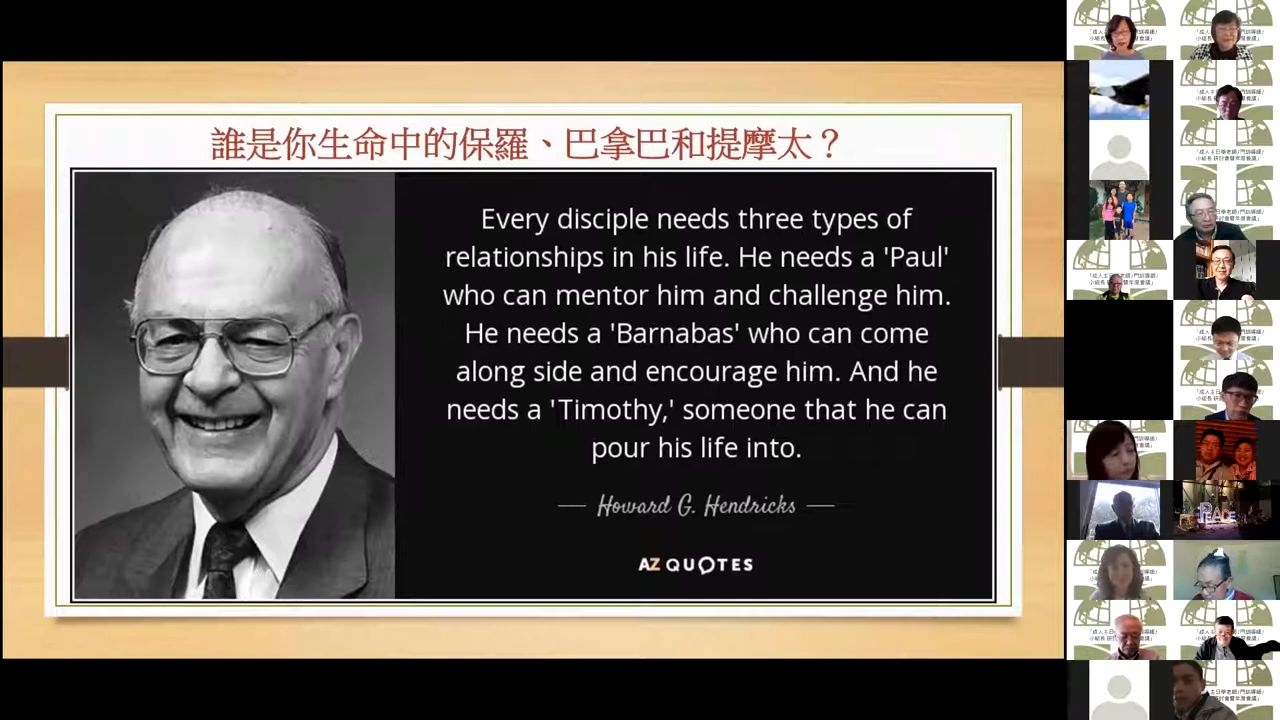 誰是你生命中的保羅、巴拿巴和提摩太？
Every disciple needs three types of
relationships in his life. He needs a 'Paul'
who can mentor him and challenge him.
He needs a 'Barnabas' who can come
along side and encourage him. And he
needs a 'Timothy,' someone that he can
pour his life into.
Howard G. Hendricks
AZ QUOTES